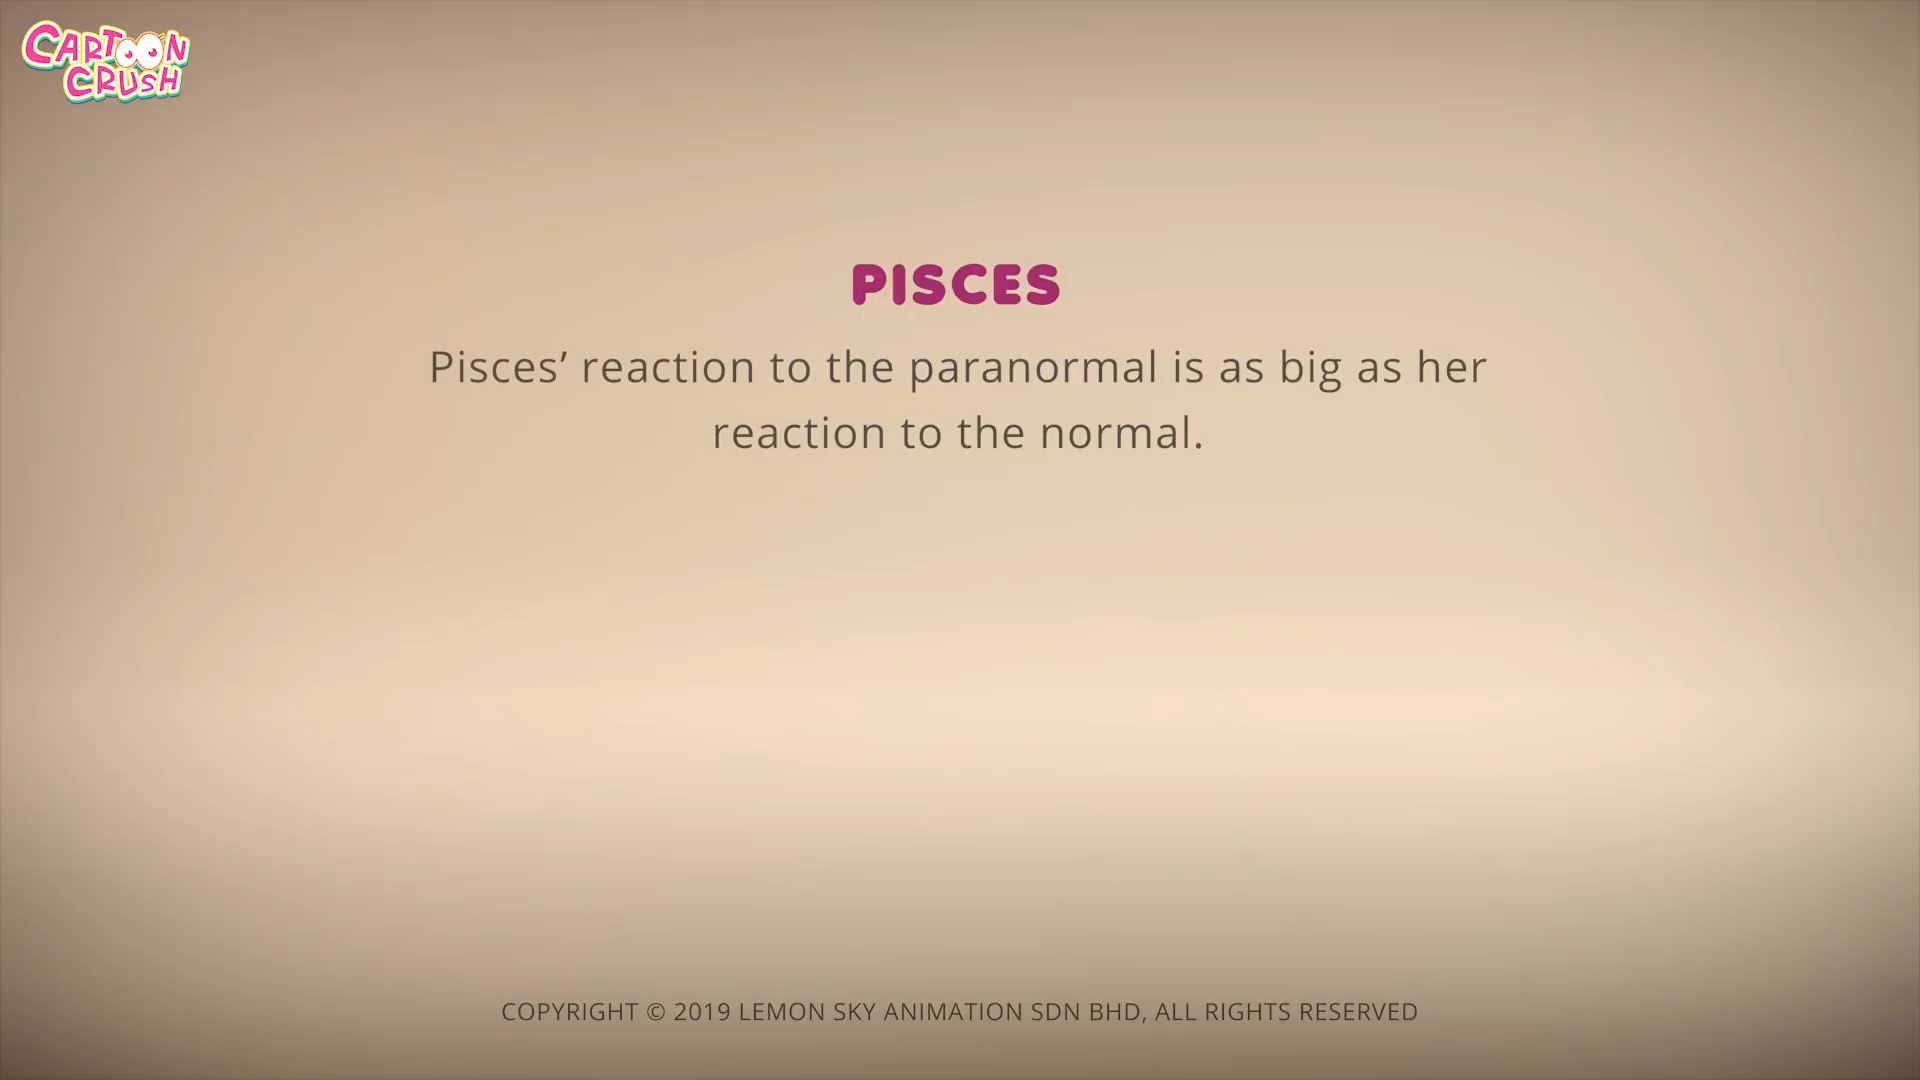 CARTOON
CRUSH
PISCES
Pisces’ reaction to the paranormal is as big as her
reaction to the normal.
COPYRIGHT © 2019 LEMON SKY ANIMATION SDN BHD, ALL RIGHTS RESERVED